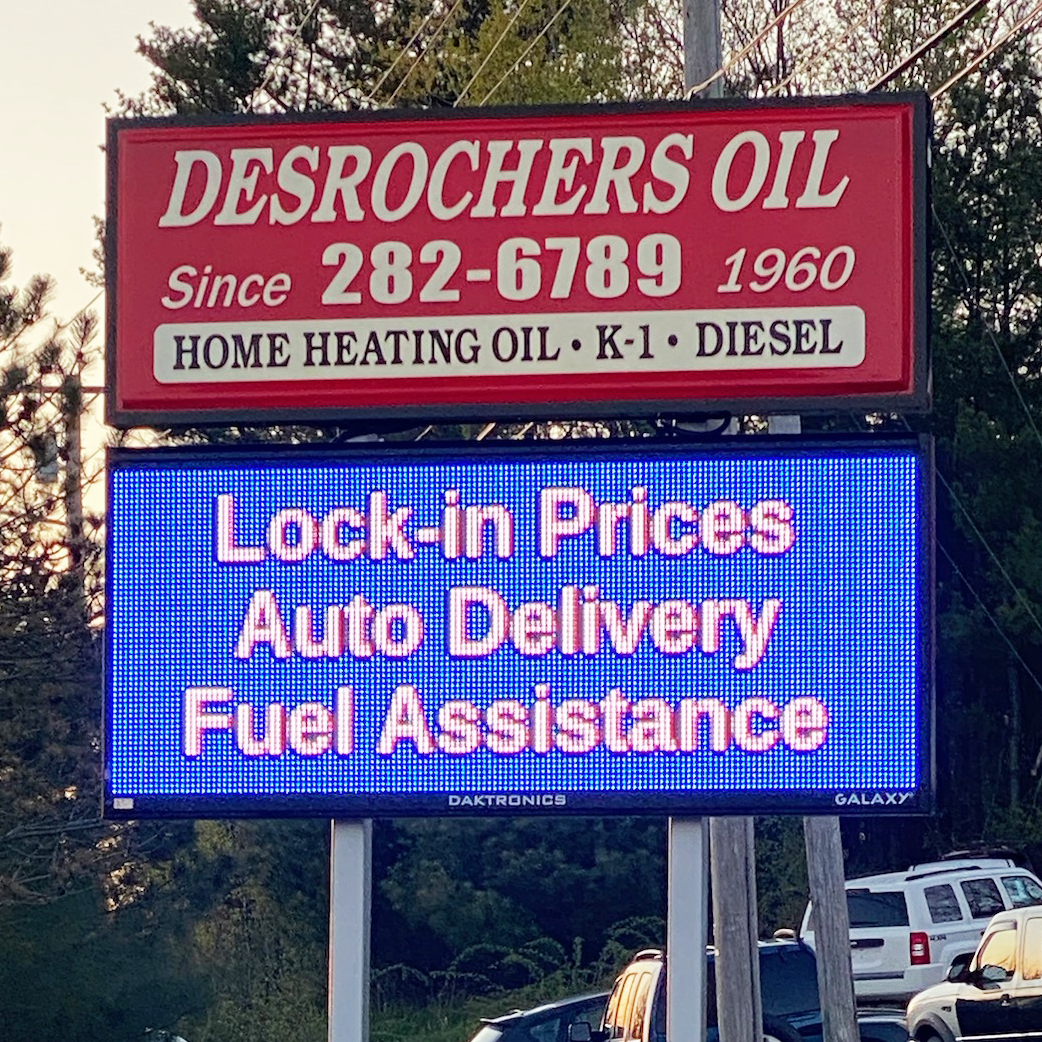 DESROCHERS OIL
Since 282-6789 1960
HOME HEATING OIL • K-1 • DIESEL
Lock-in Prices
Auto Delivery
Fuel Assistance
DAKTRONICS GALAXY